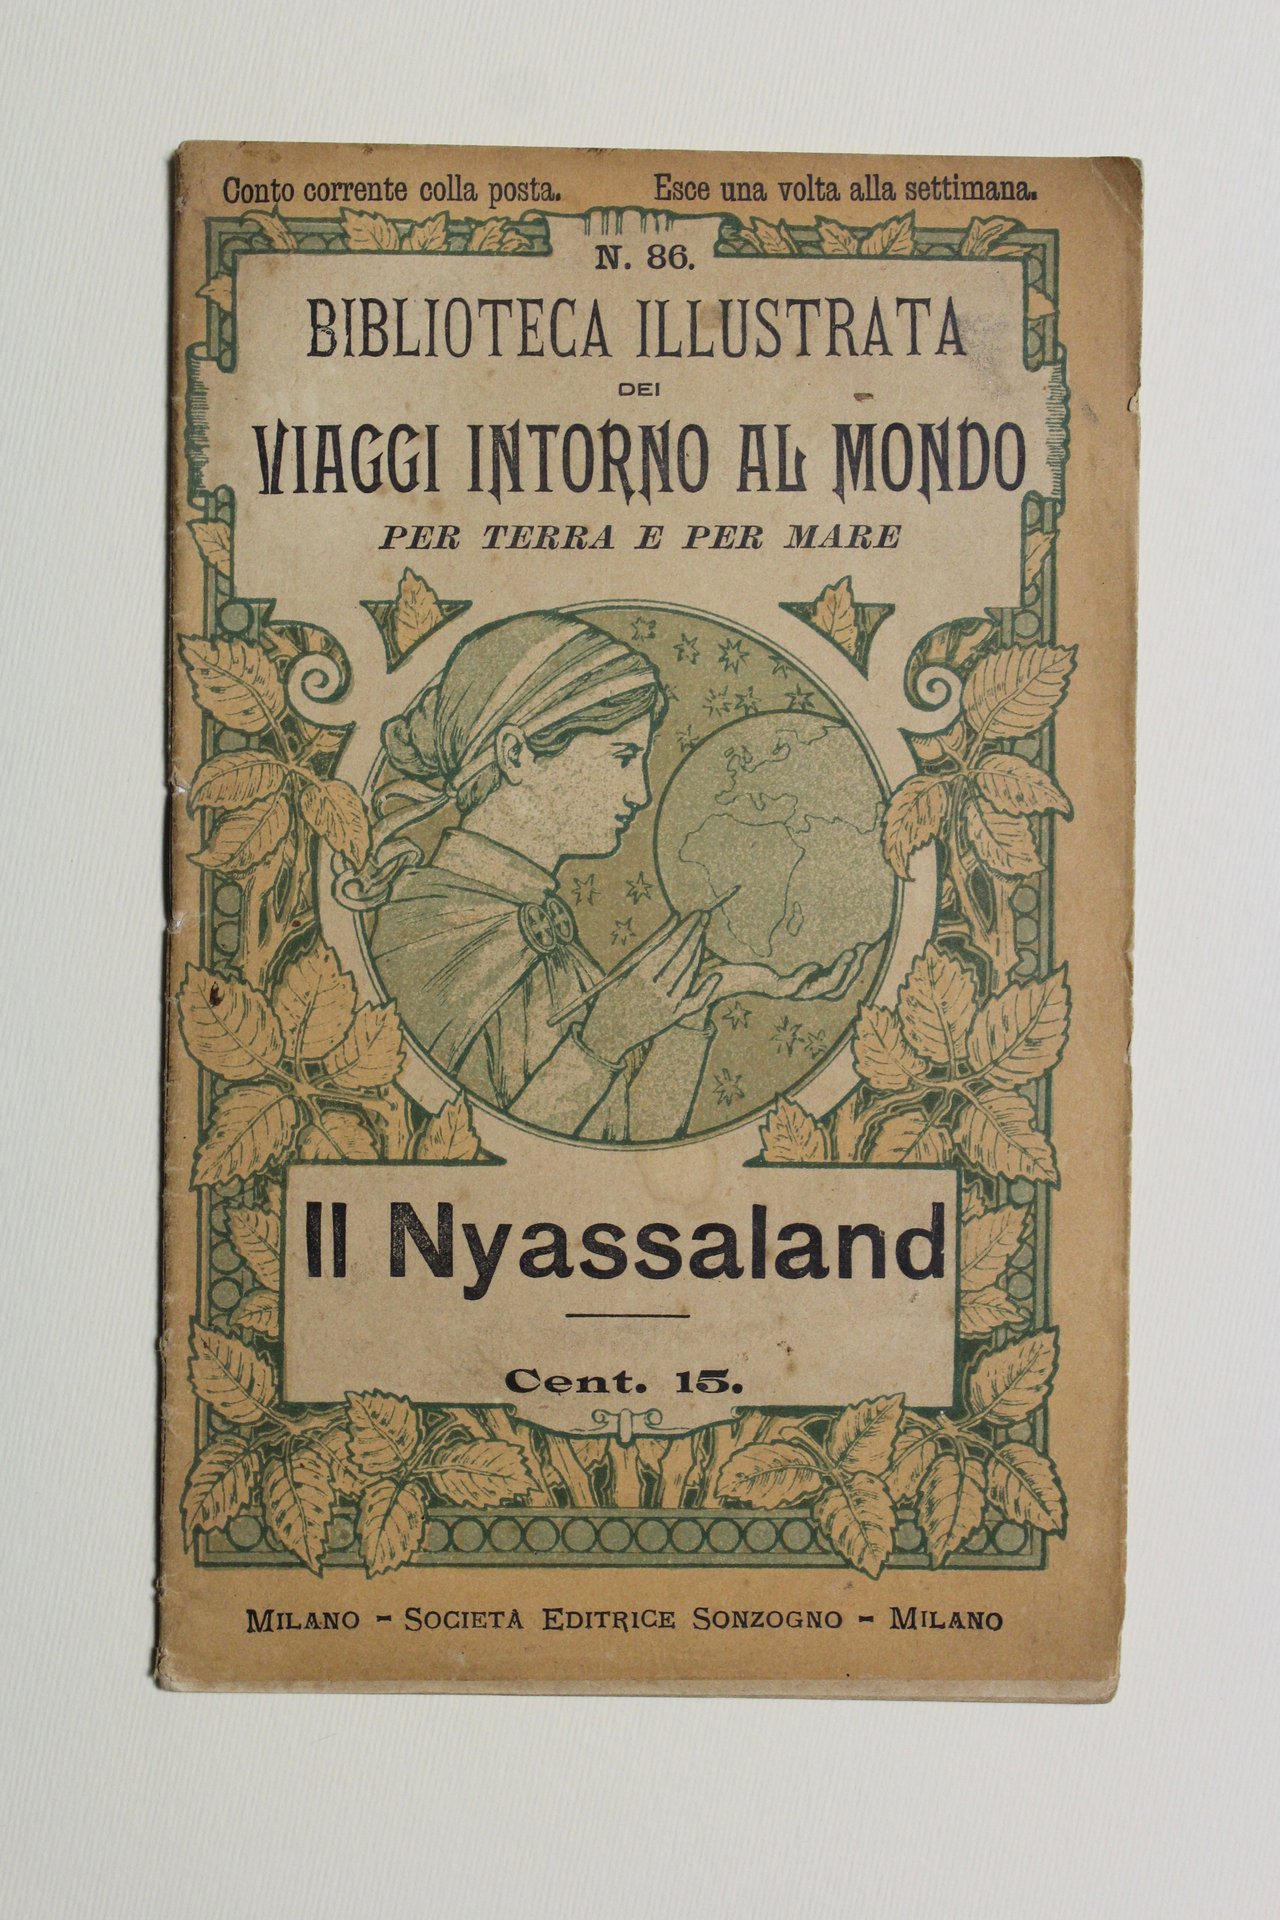 Conto corrente colla posta. Esce una volta alla settimana.
N. 86.
BIBLIOTECA ILLUSTRATA
DEI
VIAGGI INTORNO AL MONDO
PER TERRA E PER MARE
Il Nyassaland
Cent. 15.
MILANO - SOCIETÀ EDITRICE SONZOGNO - MILANO